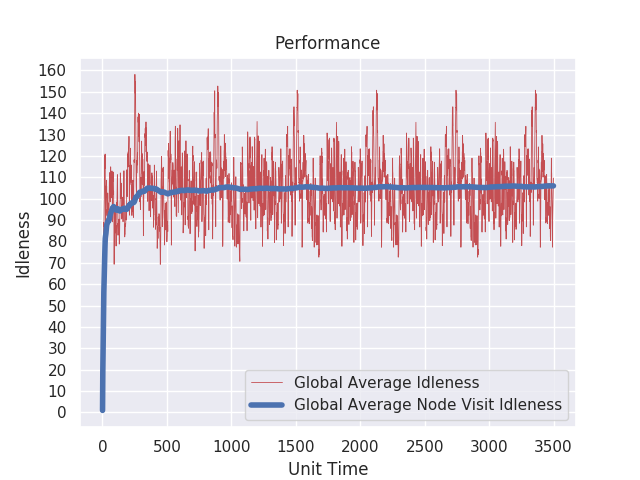 Performance
160
150
140
130
120
110
100
90
80
70
60
50
40
30
20
10
0
Idleness
0 500 1000 1500 2000 2500 3000 3500
Unit Time
Global Average Idleness
Global Average Node Visit Idleness